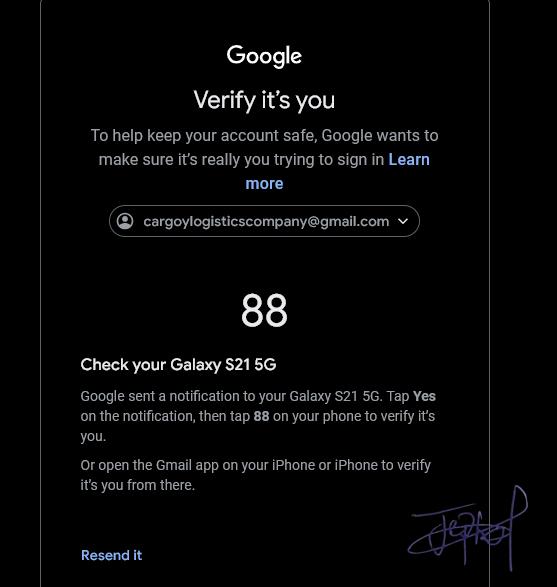 Google
Verify it's you
To help keep your account safe, Google wants to
make sure it's really you trying to sign in Learn
more
cargoylogisticscompany@gmail.com
88
Check your Galaxy S21 5G
Google sent a notification to your Galaxy S21 5G. Tap Yes
on the notification, then tap 88 on your phone to verify it's
you.
Or open the Gmail app on your iPhone or iPhone to verify
it's you from there.
Resend it